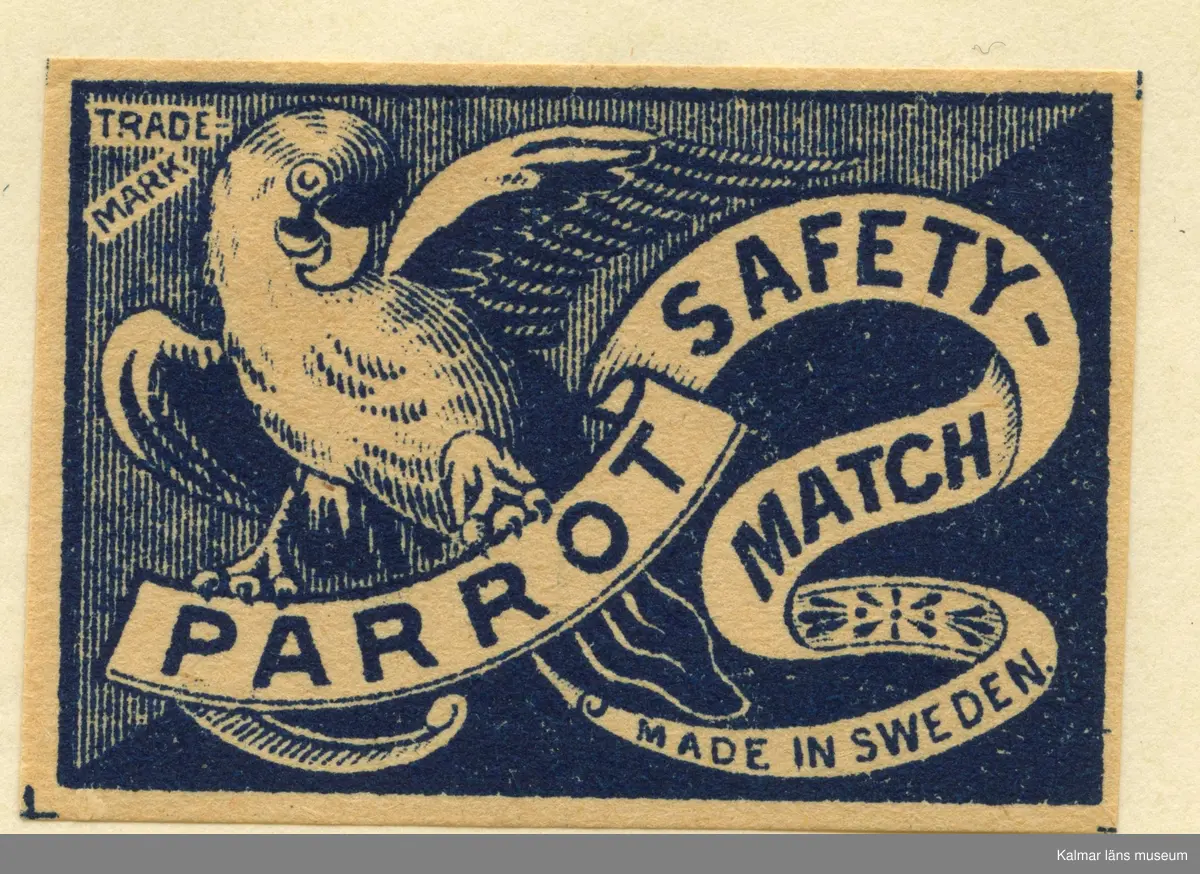 TRADE-
MARK
PARROT
SAFETY-
MATCH
MADE IN SWEDEN.
Kalmar läns museum